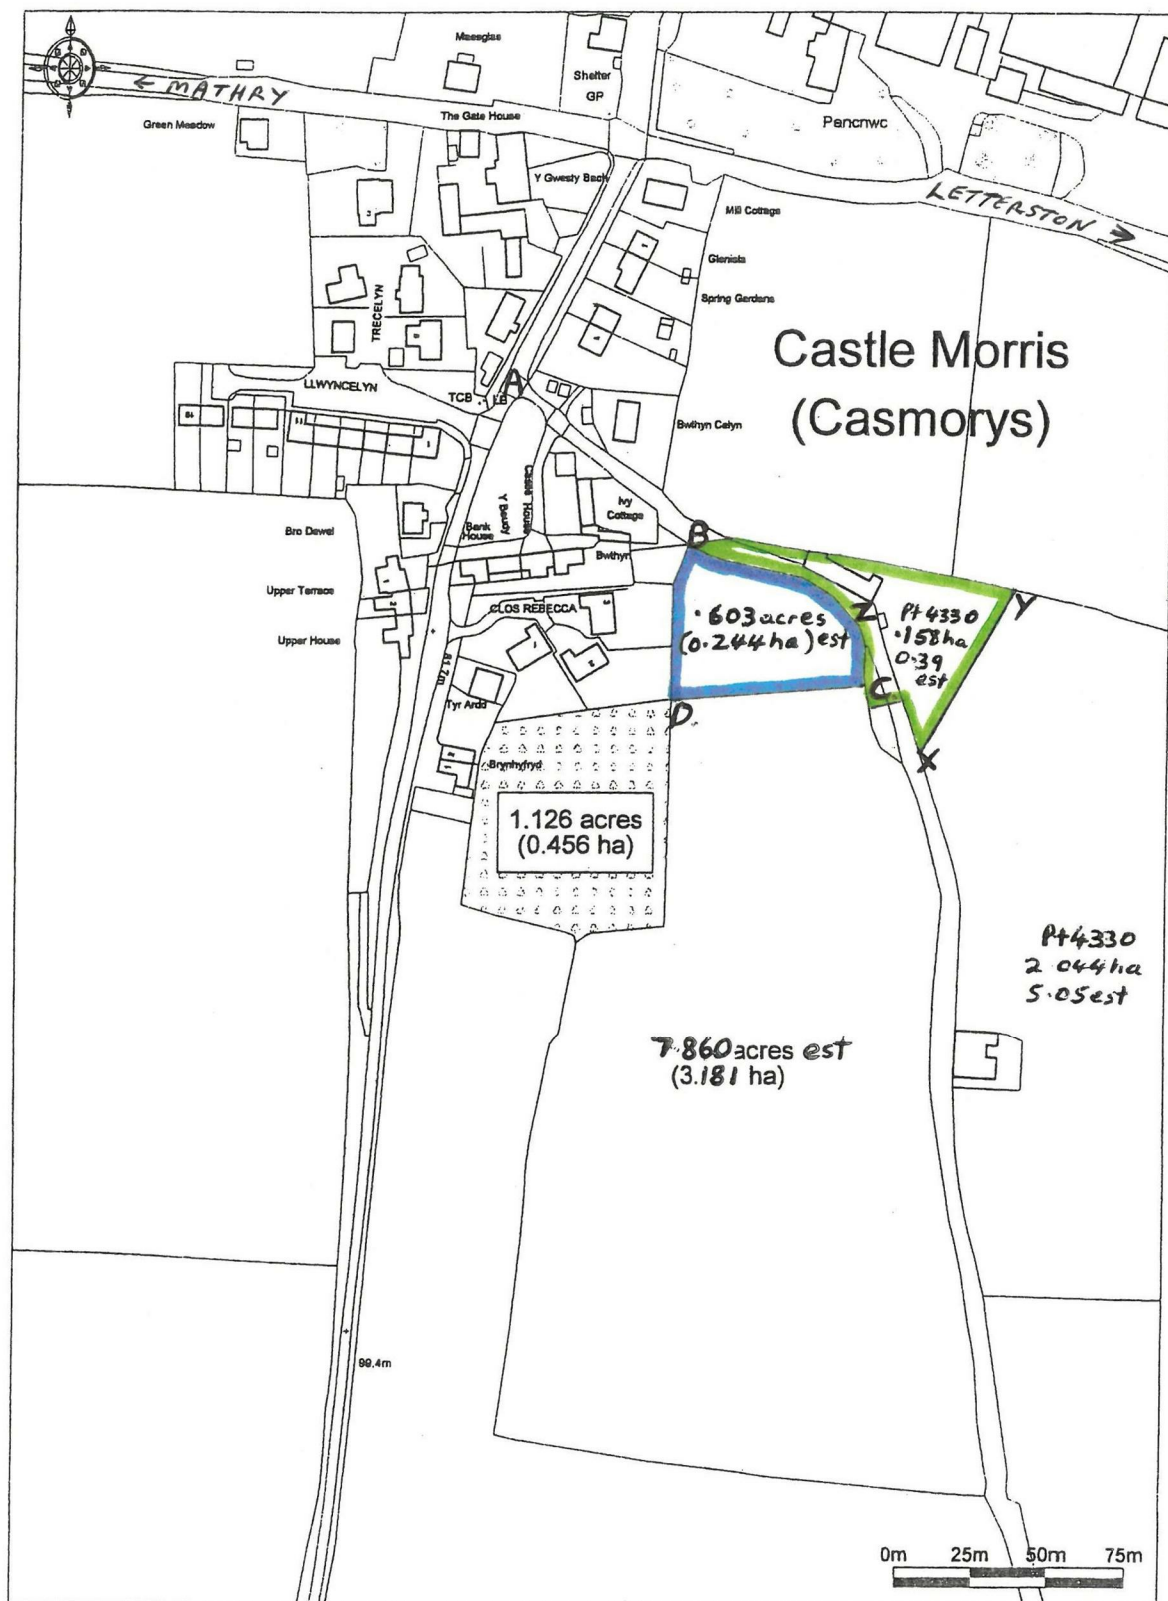 Maesglas
Shelter
GP
← MATHRY
The Gate House
Green Meadow
Pencnwc
Y Gwesty Bach
LETTERSTON →
Mill Cottage
Glenista
Spring Gardens
TRECELYN
Castle Morris
(Casmorys)
LLWYNCELYN
TCB
LB
A
Bwthyn Celyn
Castle House
Y Beudy
Ivy
Cottage
Bro Dewel
Bank
House
Bwthyn
B
Upper Terrace
CLOS REBECCA
Upper House
·603 acres
(0.244 ha) est
Z
Pt 4330
·158ha
0.39
est
Y
C
81.7m
Tyr Ardd
D
X
Brynhyfryd
1.126 acres
(0.456 ha)
Pt 4330
2.044 ha
5.05 est
7.860 acres est
(3.181 ha)
99.4m
0m 25m 50m 75m